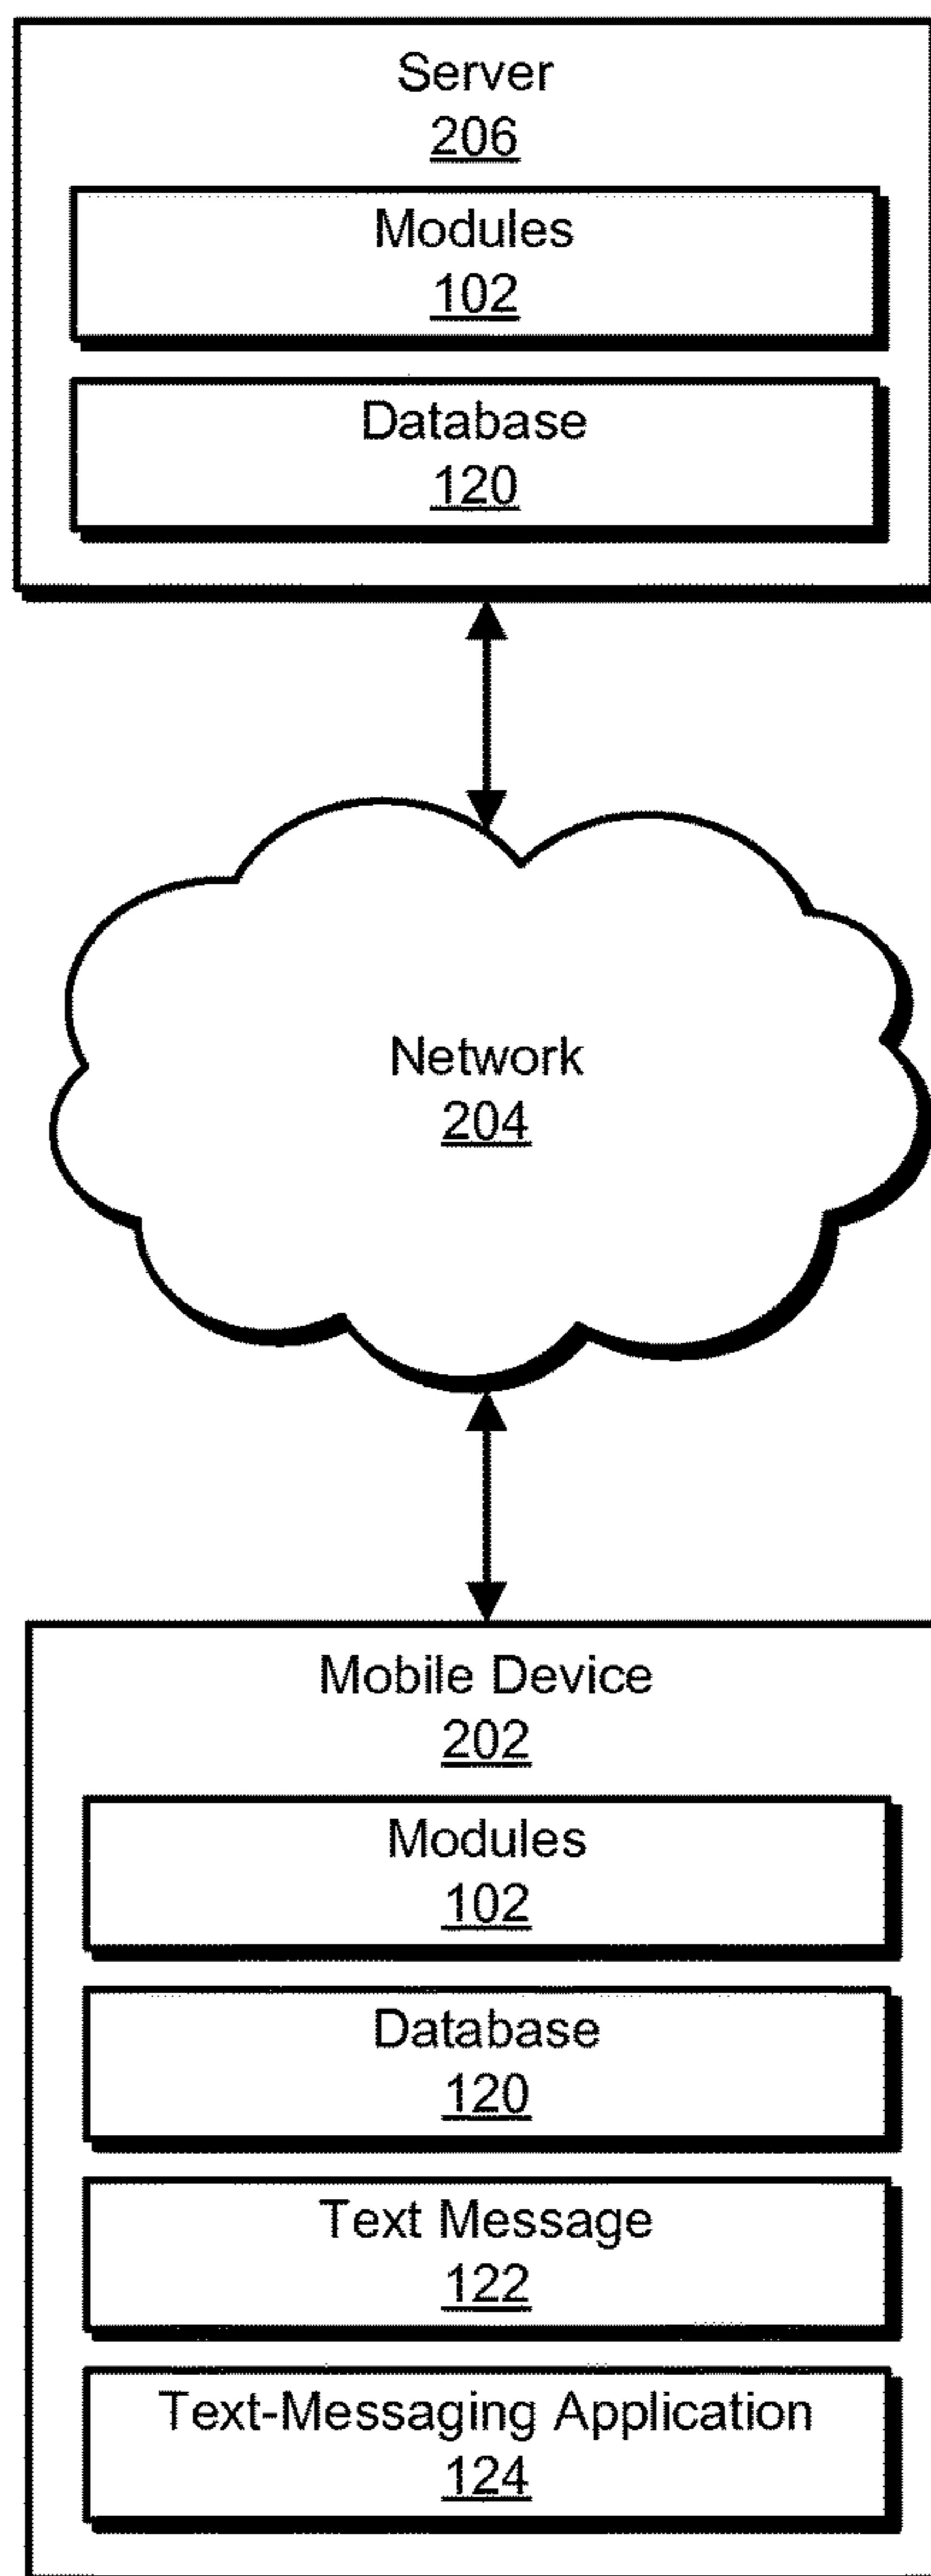 Server
206
Modules
102
Database
120
Network
204
Mobile Device
202
Modules
102
Database
120
Text Message
122
Text-Messaging Application
124